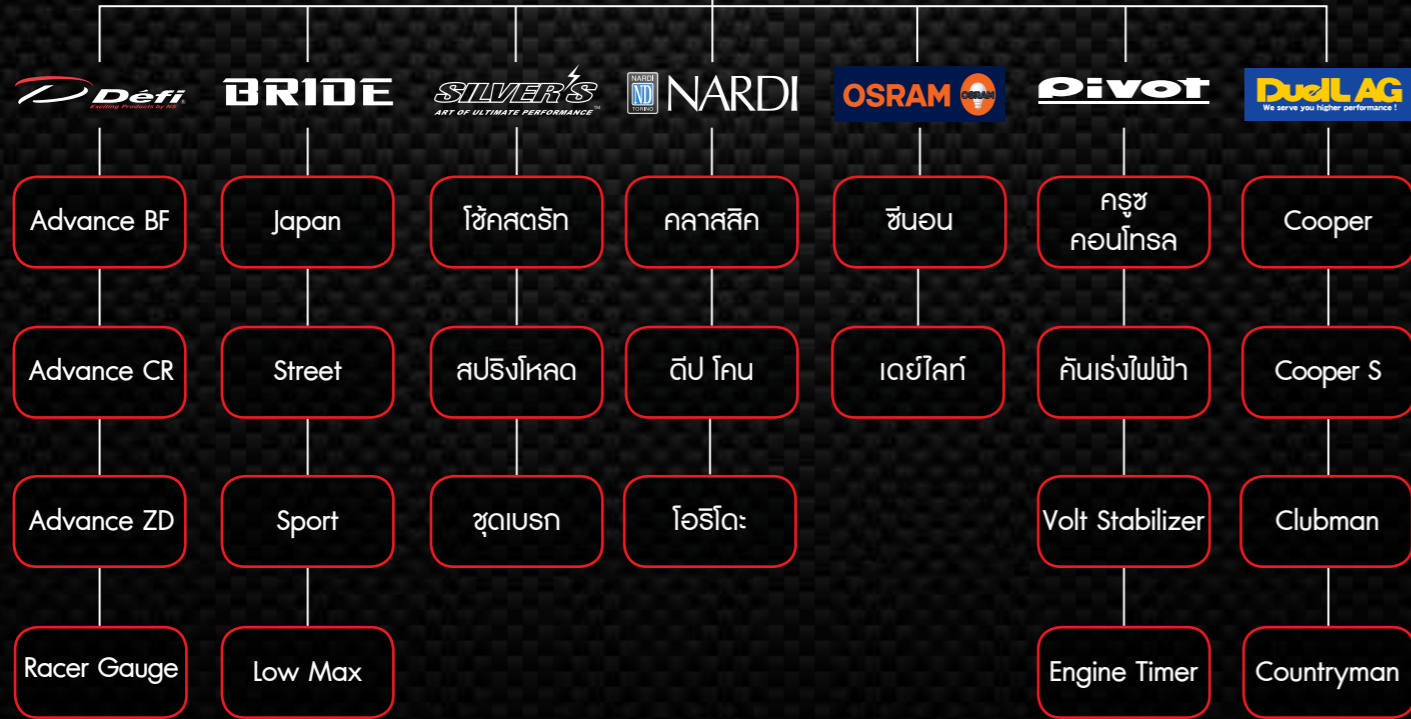 Défi
Exciting Products by NS
BRIDE
SILVER'S
ART OF ULTIMATE PERFORMANCE
TM
NARDI
ND
TORINO
NARDI
OSRAM
OSRAM
Pivot
DuelL AG
We serve you higher performance !
Advance BF
Japan
โช้คสตรัท
คลาสสิค
ซีนอน
ครูซ
คอนโทรล
Cooper
Advance CR
Street
สปริงโหลด
ดีป โคน
เดย์ไลท์
คันเร่งไฟฟ้า
Cooper S
Advance ZD
Sport
ชุดเบรก
โอริโดะ
Volt Stabilizer
Clubman
Racer Gauge
Low Max
Engine Timer
Countryman